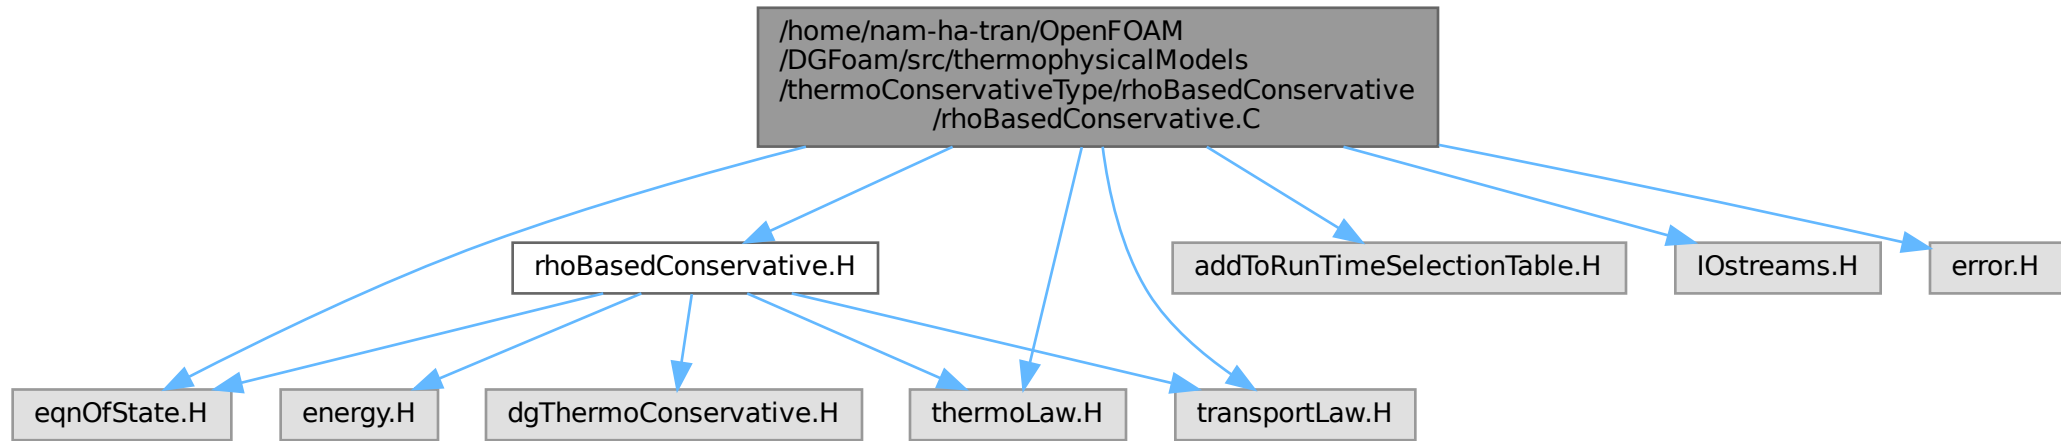 /home/nam-ha-tran/OpenFOAM
/DGFoam/src/thermophysicalModels
/thermoConservativeType/rhoBasedConservative
/rhoBasedConservative.C
rhoBasedConservative.H
addToRunTimeSelectionTable.H
IOstreams.H
error.H
eqnOfState.H
energy.H
dgThermoConservative.H
thermoLaw.H
transportLaw.H